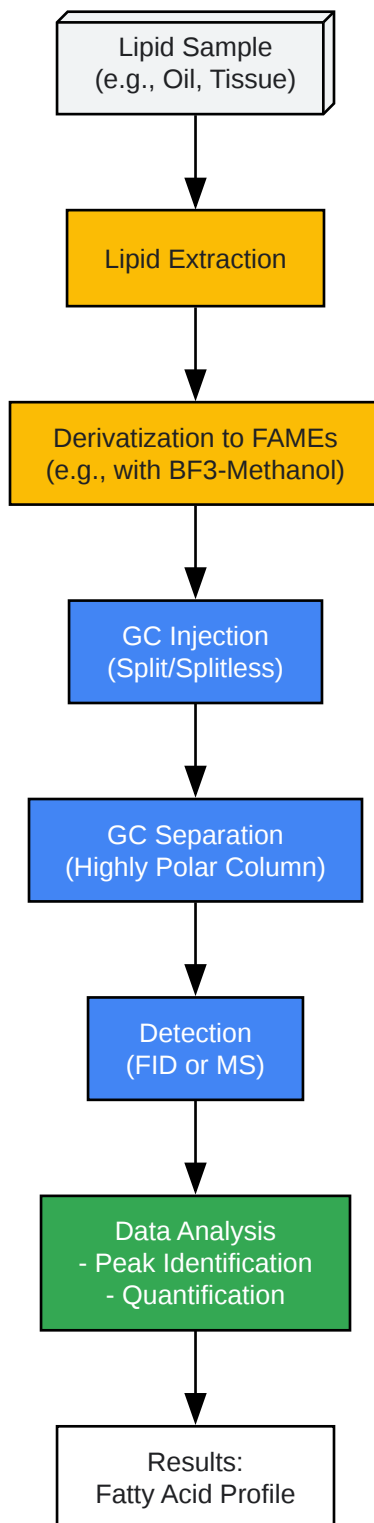 Lipid Sample
(e.g., Oil, Tissue)
Lipid Extraction
Derivatization to FAMEs
(e.g., with BF3-Methanol)
GC Injection
(Split/Splitless)
GC Separation
(Highly Polar Column)
Detection
(FID or MS)
Data Analysis
- Peak Identification
- Quantification
Results:
Fatty Acid Profile